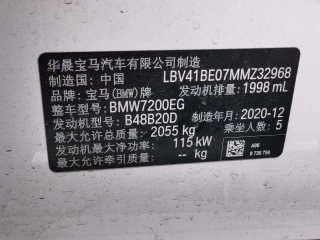 华晨宝马汽车有限公司制造
制造国: 中国 LBV41BE07MMZ32968
品牌: 宝马(BMW)牌 发动机排量: 1998 mL
整车型号: BMW7200EG
发动机型号: B48B20D 制造年月: 2020-12
最大允许总质量: 2055 kg 乘坐人数: 5
发动机最大净功率: 115 kW
最大允许牵引质量: -- kg